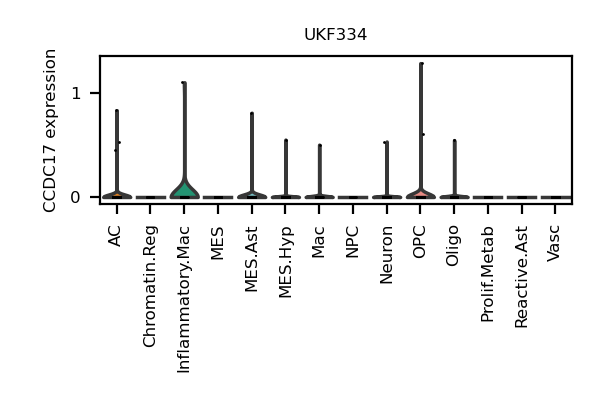 UKF334
CCDC17 expression
1
0
AC
Chromatin.Reg
Inflammatory.Mac
MES
MES.Ast
MES.Hyp
Mac
NPC
Neuron
OPC
Oligo
Prolif.Metab
Reactive.Ast
Vasc